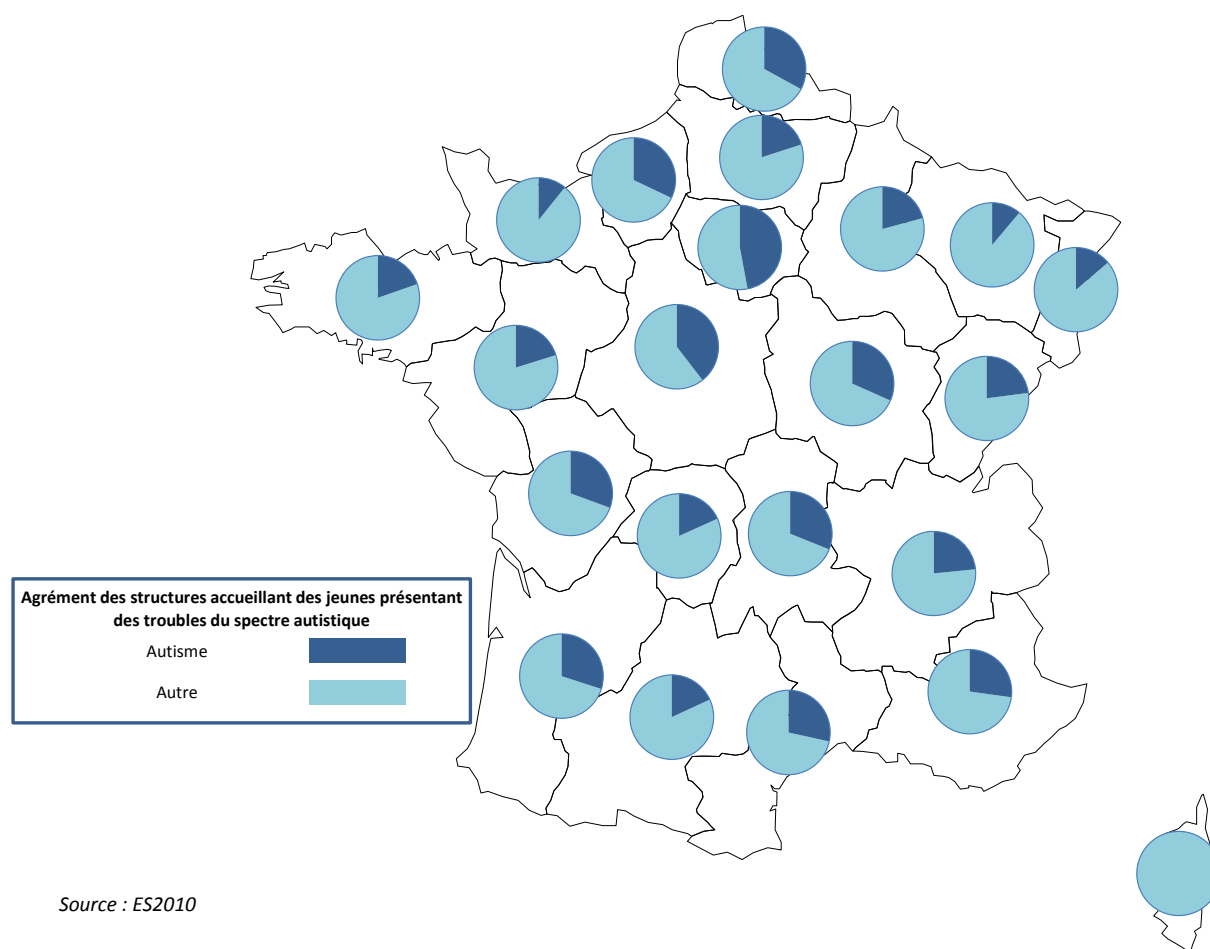 Agrément des structures accueillant des jeunes présentant
des troubles du spectre autistique
Autisme
Autre
Source : ES2010